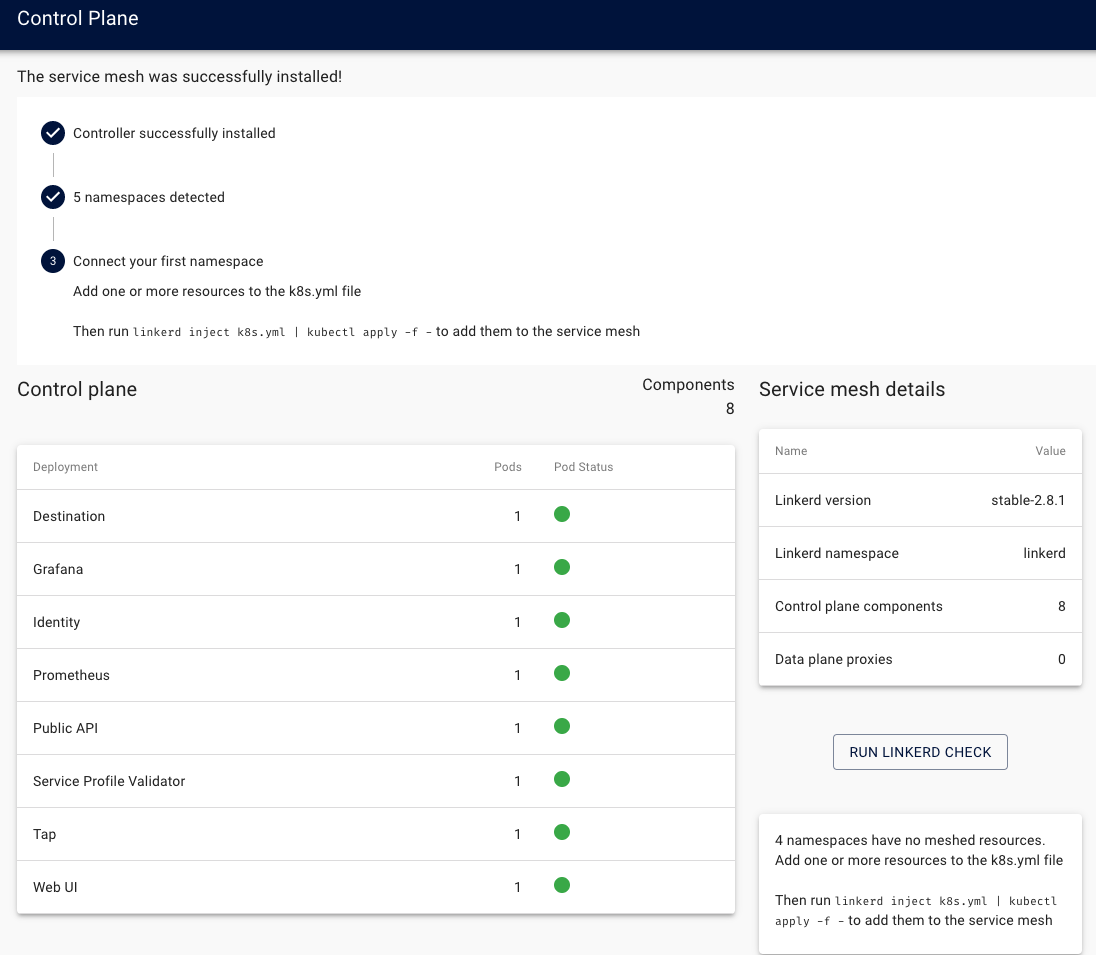 Control Plane
The service mesh was successfully installed!
Controller successfully installed
5 namespaces detected
3 Connect your first namespace
Add one or more resources to the k8s.yml file
Then run linkerd inject k8s.yml | kubectl apply -f - to add them to the service mesh
Control plane
Components
8
Deployment Pods Pod Status
Destination 1
Grafana 1
Identity 1
Prometheus 1
Public API 1
Service Profile Validator 1
Tap 1
Web UI 1
Service mesh details
Name Value
Linkerd version stable-2.8.1
Linkerd namespace linkerd
Control plane components 8
Data plane proxies 0
RUN LINKERD CHECK
4 namespaces have no meshed resources.
Add one or more resources to the k8s.yml file
Then run linkerd inject k8s.yml | kubectl
apply -f - to add them to the service mesh